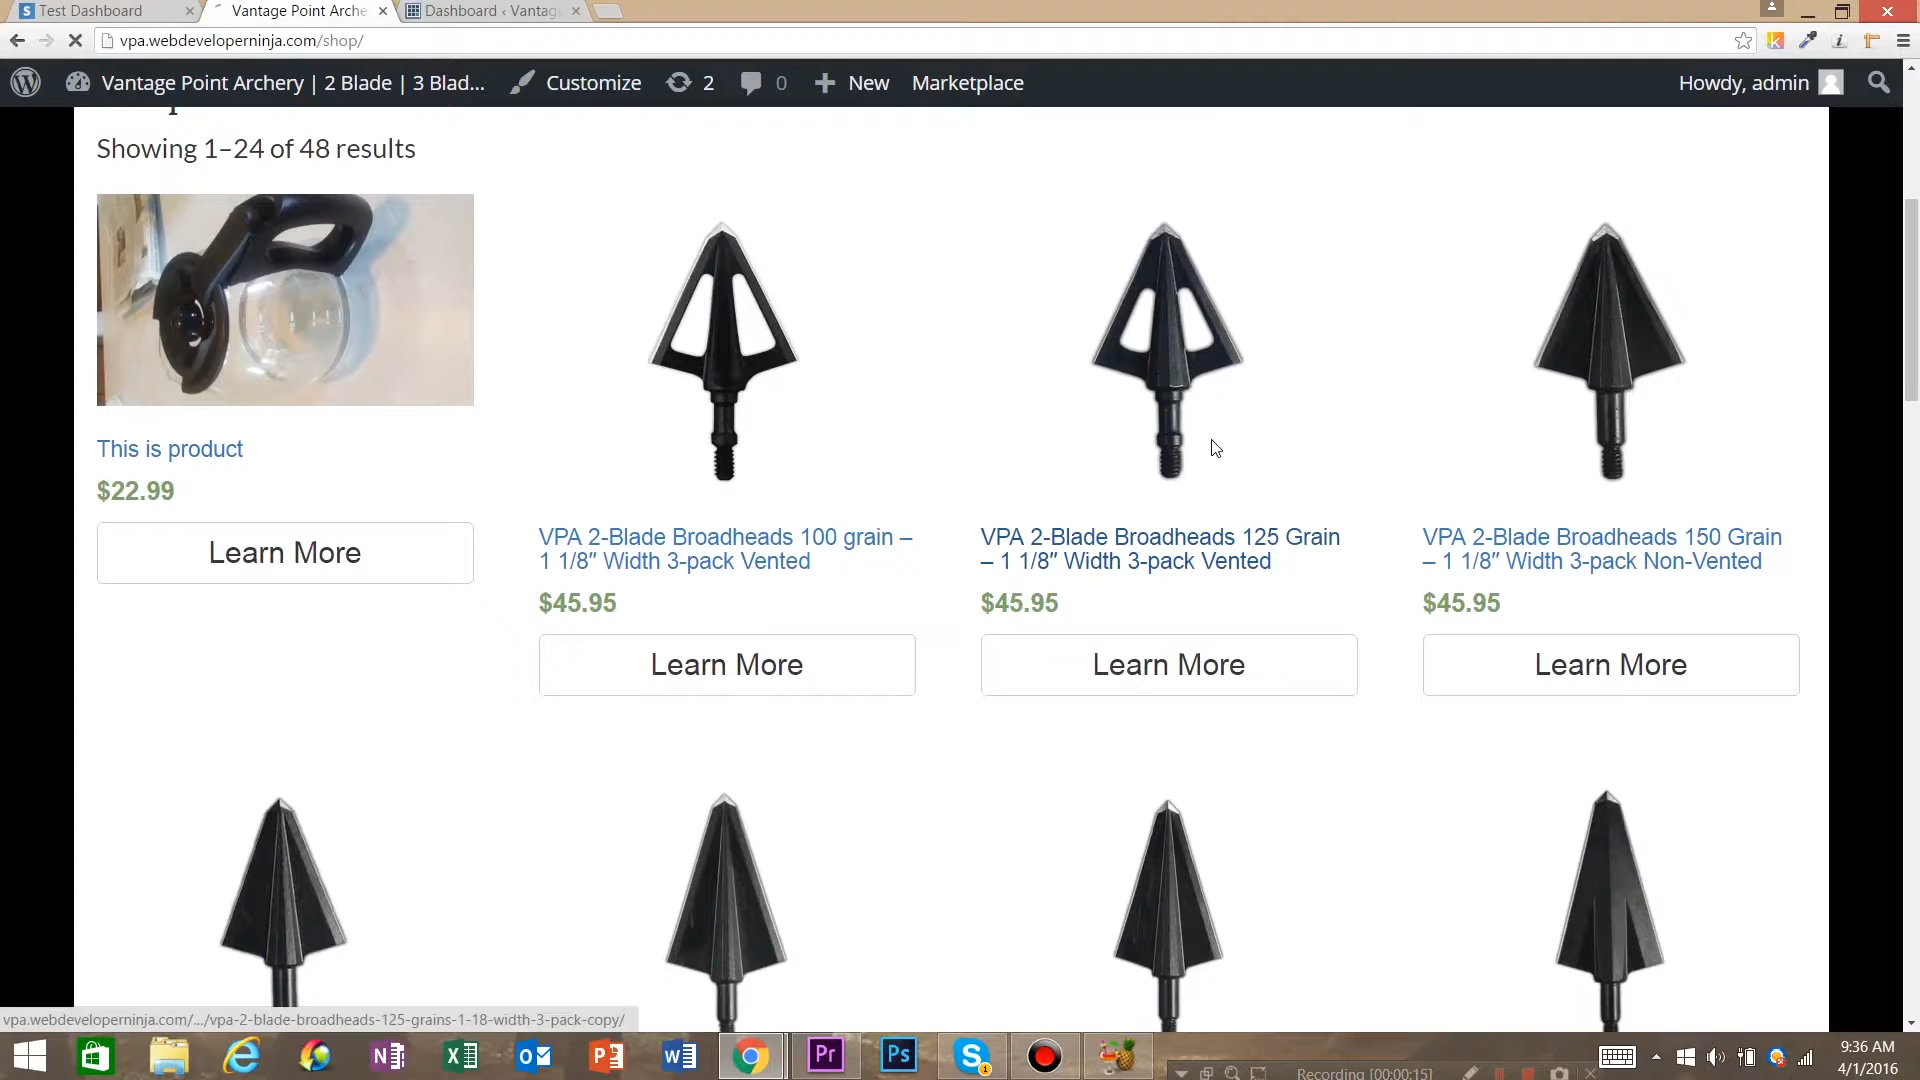 Test Dashboard
Vantage Point Arche
Dashboard ‹ Vantag
vpa.webdeveloperninja.com/shop/
Vantage Point Archery | 2 Blade | 3 Blad...
Customize
2
0
New
Marketplace
Howdy, admin
Showing 1–24 of 48 results
This is product
$22.99
Learn More
VPA 2-Blade Broadheads 100 grain –
1 1/8″ Width 3-pack Vented
$45.95
Learn More
VPA 2-Blade Broadheads 125 Grain
– 1 1/8″ Width 3-pack Vented
$45.95
Learn More
VPA 2-Blade Broadheads 150 Grain
– 1 1/8″ Width 3-pack Non-Vented
$45.95
Learn More
vpa.webdeveloperninja.com/.../vpa-2-blade-broadheads-125-grains-1-18-width-3-pack-copy/
Recording [00:00:15]
9:36 AM
4/1/2016